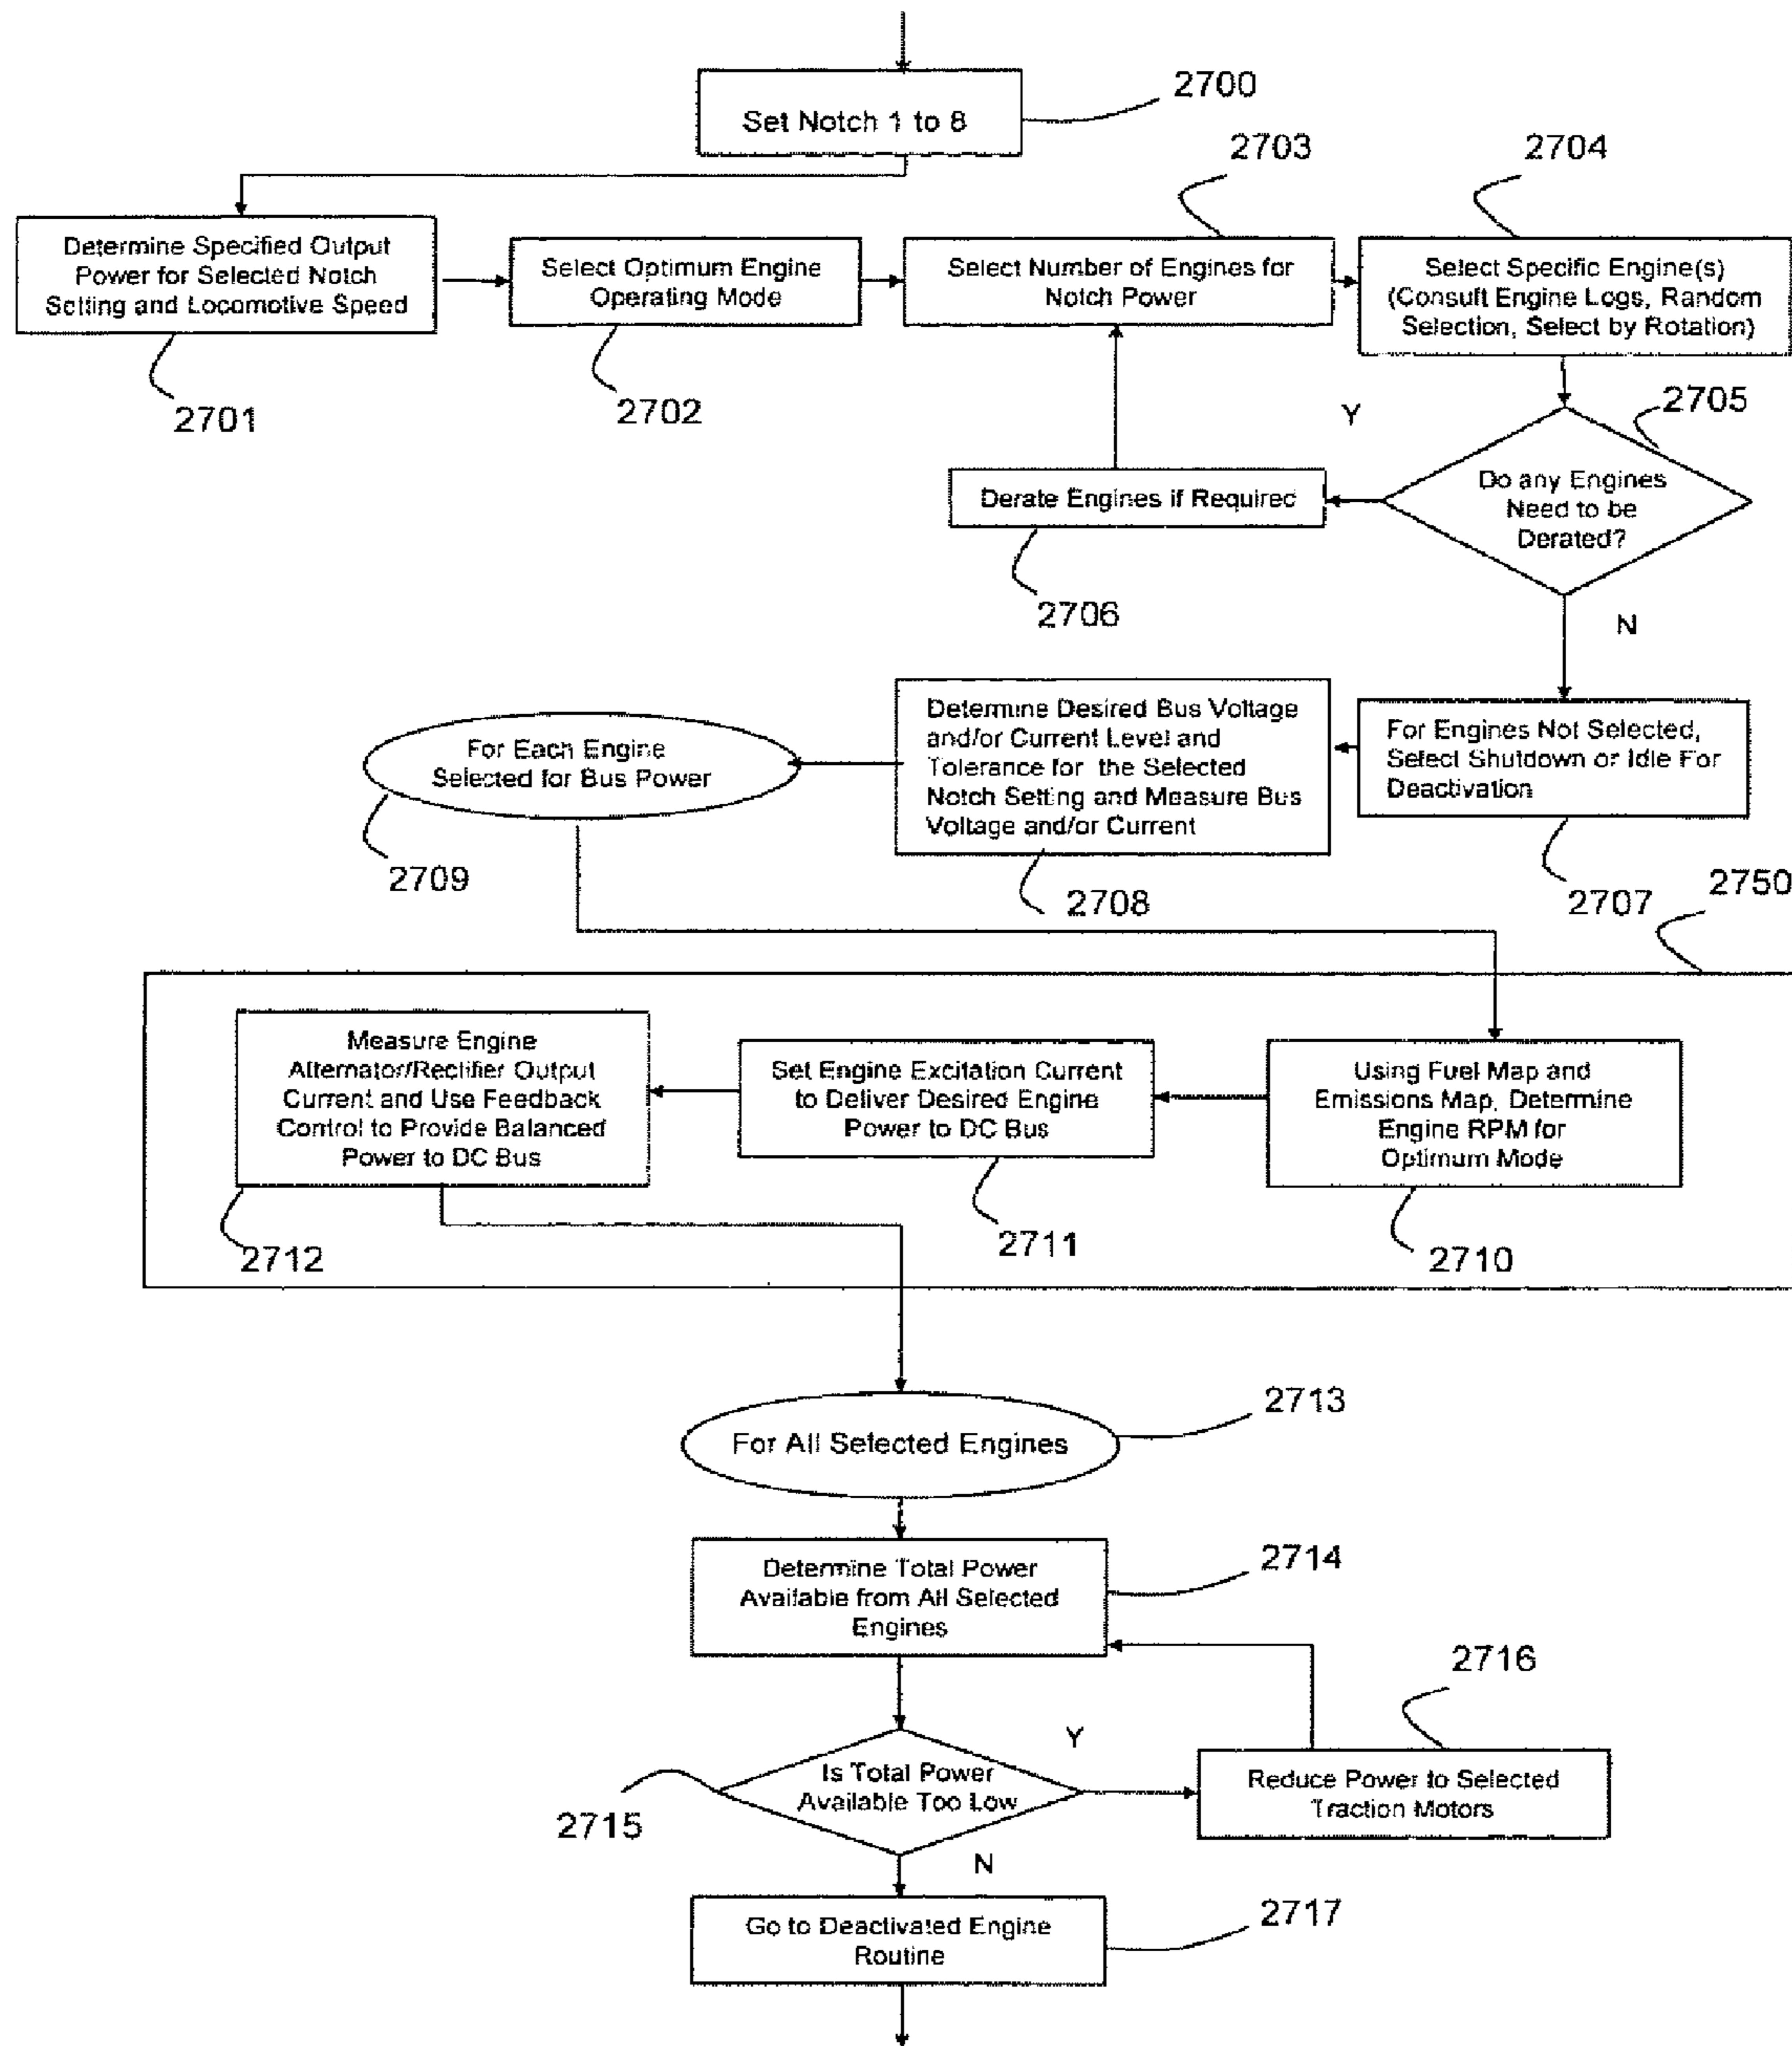 2700
Set Notch 1 to 8
2703
2704
Determine Specified Output
Power for Selected Notch
Setting and Locomotive Speed
Select Optimum Engine
Operating Mode
Select Number of Engines for
Notch Power
Select Specific Engine(s)
(Consult Engine Logs, Random
Selection, Select by Rotation)
2701
2702
Y
2705
Derate Engines if Required
Do any Engines
Need to be
Derated?
2706
N
For Each Engine
Selected for Bus Power
Determine Desired Bus Voltage
and/or Current Level and
Tolerance for the Selected
Notch Setting and Measure Bus
Voltage and/or Current
For Engines Not Selected,
Select Shutdown or Idle For
Deactivation
2709
2708
2707
2750
Measure Engine
Alternator/Rectifier Output
Current and Use Feedback
Control to Provide Balanced
Power to DC Bus
Set Engine Excitation Current
to Deliver Desired Engine
Power to DC Bus
Using Fuel Map and
Emissions Map, Determine
Engine RPM for
Optimum Mode
2712
2711
2710
For All Selected Engines
2713
Determine Total Power
Available from All Selected
Engines
2714
2716
Y
Is Total Power
Available Too Low
Reduce Power to Selected
Traction Motors
2715
N
Go to Deactivated Engine
Routine
2717